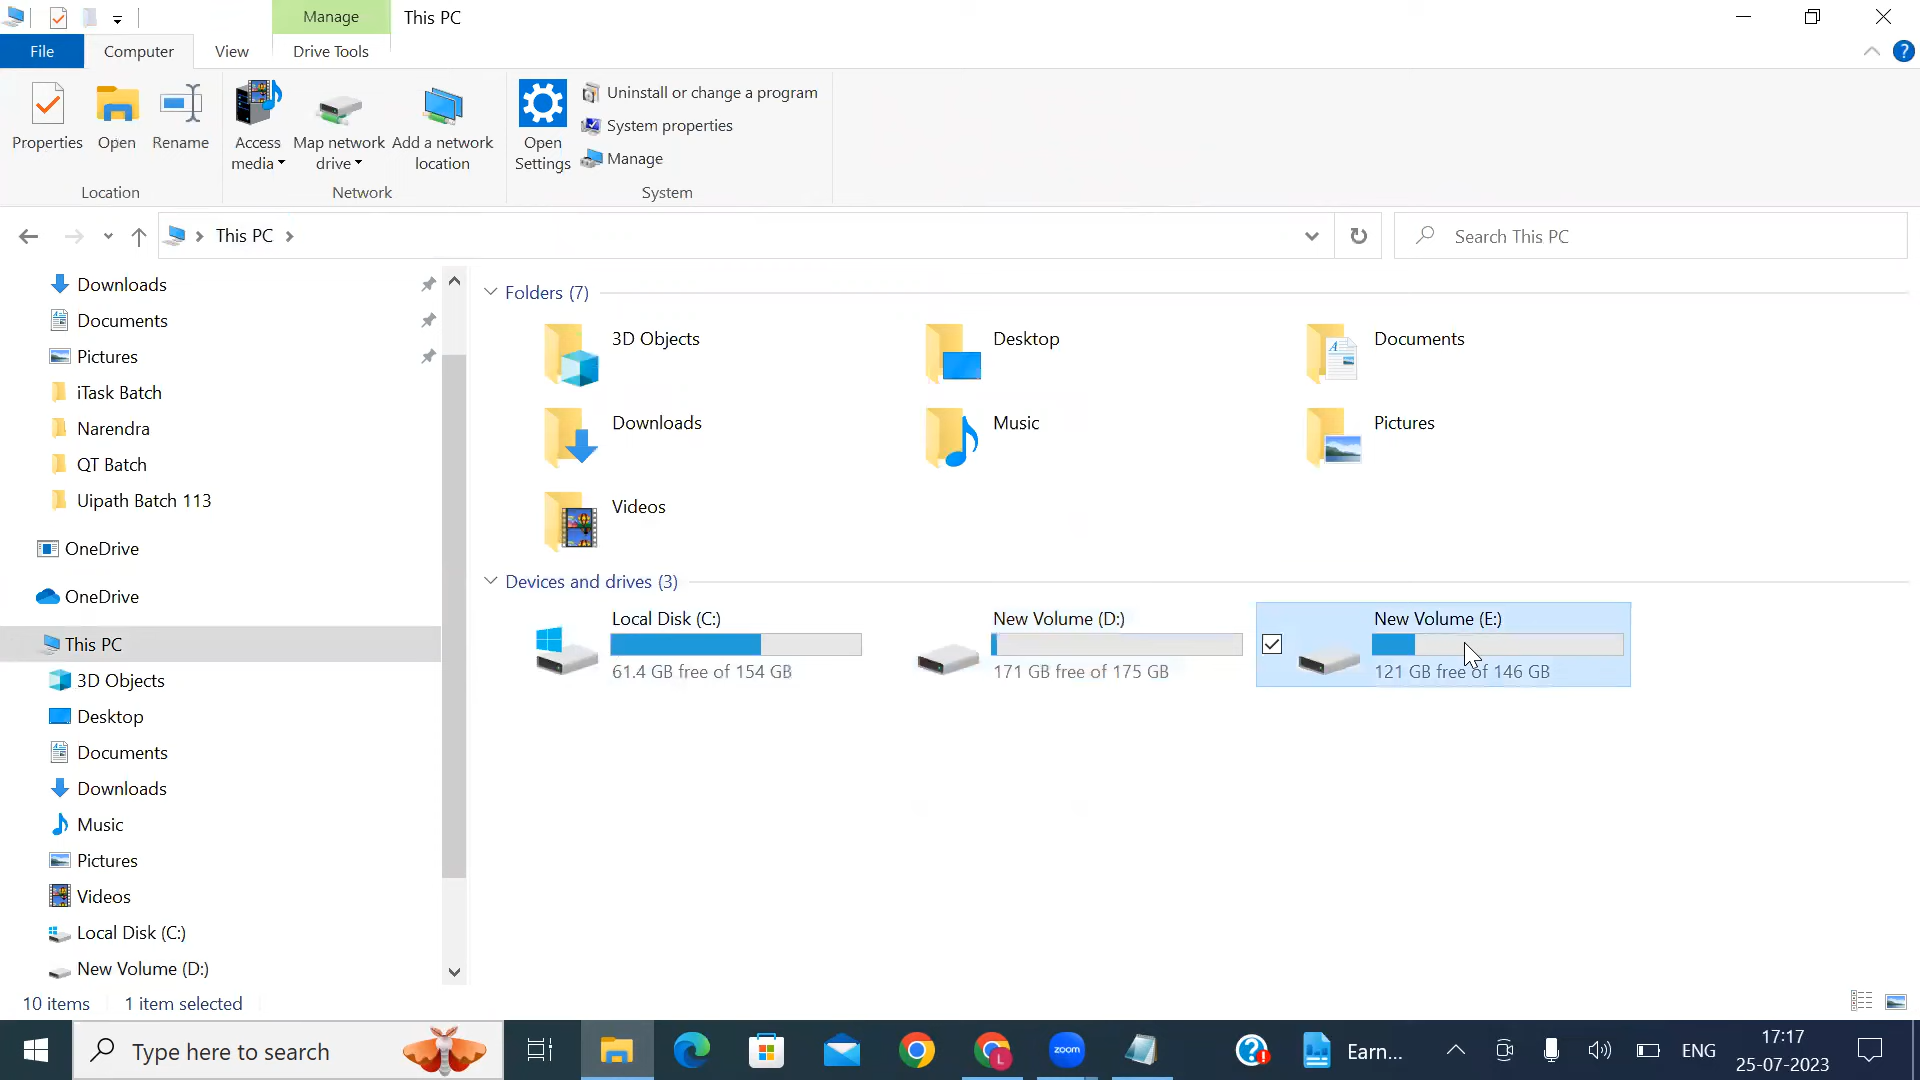 Manage
This PC
File
Computer
View
Drive Tools
Properties
Open
Rename
Access media
Map network drive
Add a network location
Open Settings
Uninstall or change a program
System properties
Manage
Location
Network
System
This PC
Search This PC
Downloads
Documents
Pictures
iTask Batch
Narendra
QT Batch
Uipath Batch 113
OneDrive
OneDrive
This PC
3D Objects
Desktop
Documents
Downloads
Music
Pictures
Videos
Local Disk (C:)
New Volume (D:)
Folders (7)
3D Objects
Desktop
Documents
Downloads
Music
Pictures
Videos
Devices and drives (3)
Local Disk (C:)
61.4 GB free of 154 GB
New Volume (D:)
171 GB free of 175 GB
New Volume (E:)
121 GB free of 146 GB
10 items
1 item selected
Type here to search
zoom
L
Earn...
ENG
17:17
25-07-2023